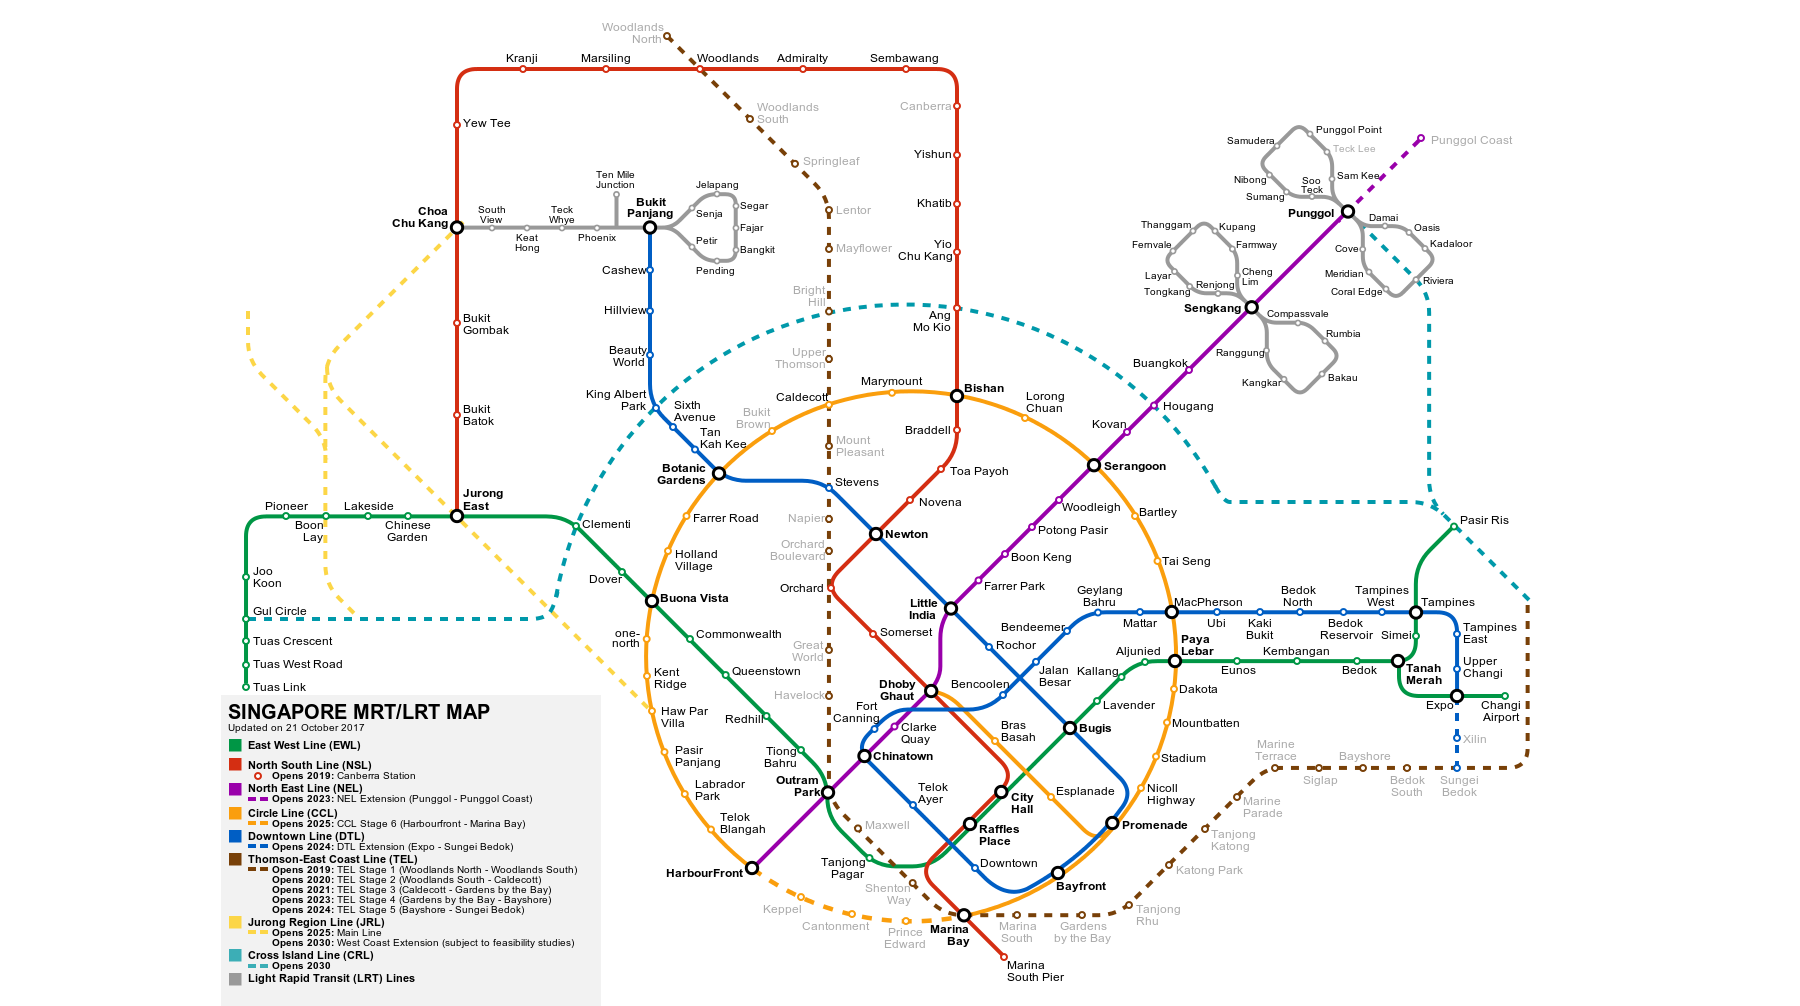 Woodlands
North
Kranji
Marsiling
Woodlands
Admiralty
Sembawang
Canberra
Woodlands
South
Yew Tee
Springleaf
Yishun
Samudera
Punggol Point
Teck Lee
Punggol Coast
Nibong
Soo
Teck
Sam Kee
Sumang
Punggol
Damai
Oasis
Cove
Kadaloor
Meridian
Riviera
Coral Edge
Ten Mile
Junction
Jelapang
Choa
Chu Kang
South
View
Keat
Hong
Teck
Whye
Phoenix
Bukit
Panjang
Senja
Segar
Fajar
Petir
Bangkit
Pending
Lentor
Khatib
Mayflower
Yio
Chu Kang
Thanggam
Kupang
Fernvale
Farmway
Layar
Cheng
Lim
Tongkang
Renjong
Sengkang
Compassvale
Rumbia
Ranggung
Kangkar
Bakau
Cashew
Hillview
Bright
Hill
Ang
Mo Kio
Bukit
Gombak
Beauty
World
Upper
Thomson
Buangkok
King Albert
Park
Sixth
Avenue
Tan
Kah Kee
Bukit
Brown
Caldecott
Marymount
Bishan
Lorong
Chuan
Hougang
Kovan
Bukit
Batok
Braddell
Mount
Pleasant
Toa Payoh
Serangoon
Botanic
Gardens
Stevens
Novena
Woodleigh
Bartley
Pioneer
Boon
Lay
Lakeside
Chinese
Garden
Jurong
East
Clementi
Farrer Road
Napier
Newton
Potong Pasir
Pasir Ris
Holland
Village
Orchard
Boulevard
Boon Keng
Tai Seng
Joo
Koon
Dover
Orchard
Farrer Park
Gul Circle
Buona Vista
Little
India
Geylang
Bahru
MacPherson
Bedok
North
Tampines
West
Tampines
Mattar
Ubi
Kaki
Bukit
Bedok
Reservoir
Simei
Tampines
East
Tuas Crescent
one-
north
Commonwealth
Somerset
Bendeemer
Rochor
Paya
Lebar
Great
World
Aljunied
Kembangan
Tuas West Road
Kent
Ridge
Queenstown
Jalan
Besar
Kallang
Eunos
Bedok
Tanah
Merah
Upper
Changi
Tuas Link
Havelock
Dhoby
Ghaut
Bencoolen
Dakota
Expo
Changi
Airport
Haw Par
Villa
Redhill
Fort
Canning
Clarke
Quay
Bras
Basah
Lavender
Bugis
Mountbatten
Xilin
Pasir
Panjang
Tiong
Bahru
Chinatown
Stadium
Marine
Terrace
Siglap
Bayshore
Bedok
South
Sungei
Bedok
Labrador
Park
Outram
Park
Telok
Ayer
City
Hall
Esplanade
Nicoll
Highway
Marine
Parade
Telok
Blangah
Maxwell
Raffles
Place
Promenade
Tanjong
Katong
HarbourFront
Tanjong
Pagar
Downtown
Katong Park
Shenton
Way
Bayfront
Keppel
Cantonment
Prince
Edward
Marina
Bay
Marina
South
Gardens
by the Bay
Tanjong
Rhu
Marina
South Pier
SINGAPORE MRT/LRT MAP
Updated on 21 October 2017
East West Line (EWL)
North South Line (NSL)
Opens 2019: Canberra Station
North East Line (NEL)
Opens 2023: NEL Extension (Punggol - Punggol Coast)
Circle Line (CCL)
Opens 2025: CCL Stage 6 (Harbourfront - Marina Bay)
Downtown Line (DTL)
Opens 2024: DTL Extension (Expo - Sungei Bedok)
Thomson-East Coast Line (TEL)
Opens 2019: TEL Stage 1 (Woodlands North - Woodlands South)
Opens 2020: TEL Stage 2 (Woodlands South - Caldecott)
Opens 2021: TEL Stage 3 (Caldecott - Gardens by the Bay)
Opens 2023: TEL Stage 4 (Gardens by the Bay - Bayshore)
Opens 2024: TEL Stage 5 (Bayshore - Sungei Bedok)
Jurong Region Line (JRL)
Opens 2025: Main Line
Opens 2030: West Coast Extension (subject to feasibility studies)
Cross Island Line (CRL)
Opens 2030
Light Rapid Transit (LRT) Lines